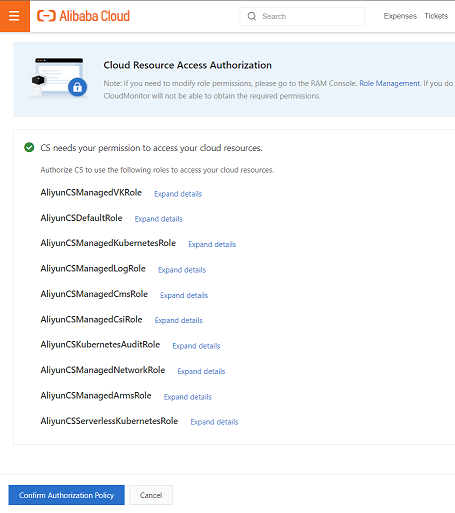 Alibaba Cloud
Search
Expenses
Tickets
Cloud Resource Access Authorization
Note: If you need to modify role permissions, please go to the RAM Console. Role Management. If you do
CloudMonitor will not be able to obtain the required permissions.
CS needs your permission to access your cloud resources.
Authorize CS to use the following roles to access your cloud resources.
AliyunCSManagedVKRole Expand details
AliyunCSDefaultRole Expand details
AliyunCSManagedKubernetesRole Expand details
AliyunCSManagedLogRole Expand details
AliyunCSManagedCmsRole Expand details
AliyunCSManagedCsiRole Expand details
AliyunCSKubernetesAuditRole Expand details
AliyunCSManagedNetworkRole Expand details
AliyunCSManagedArmsRole Expand details
AliyunCSServerlessKubernetesRole Expand details
Confirm Authorization Policy
Cancel